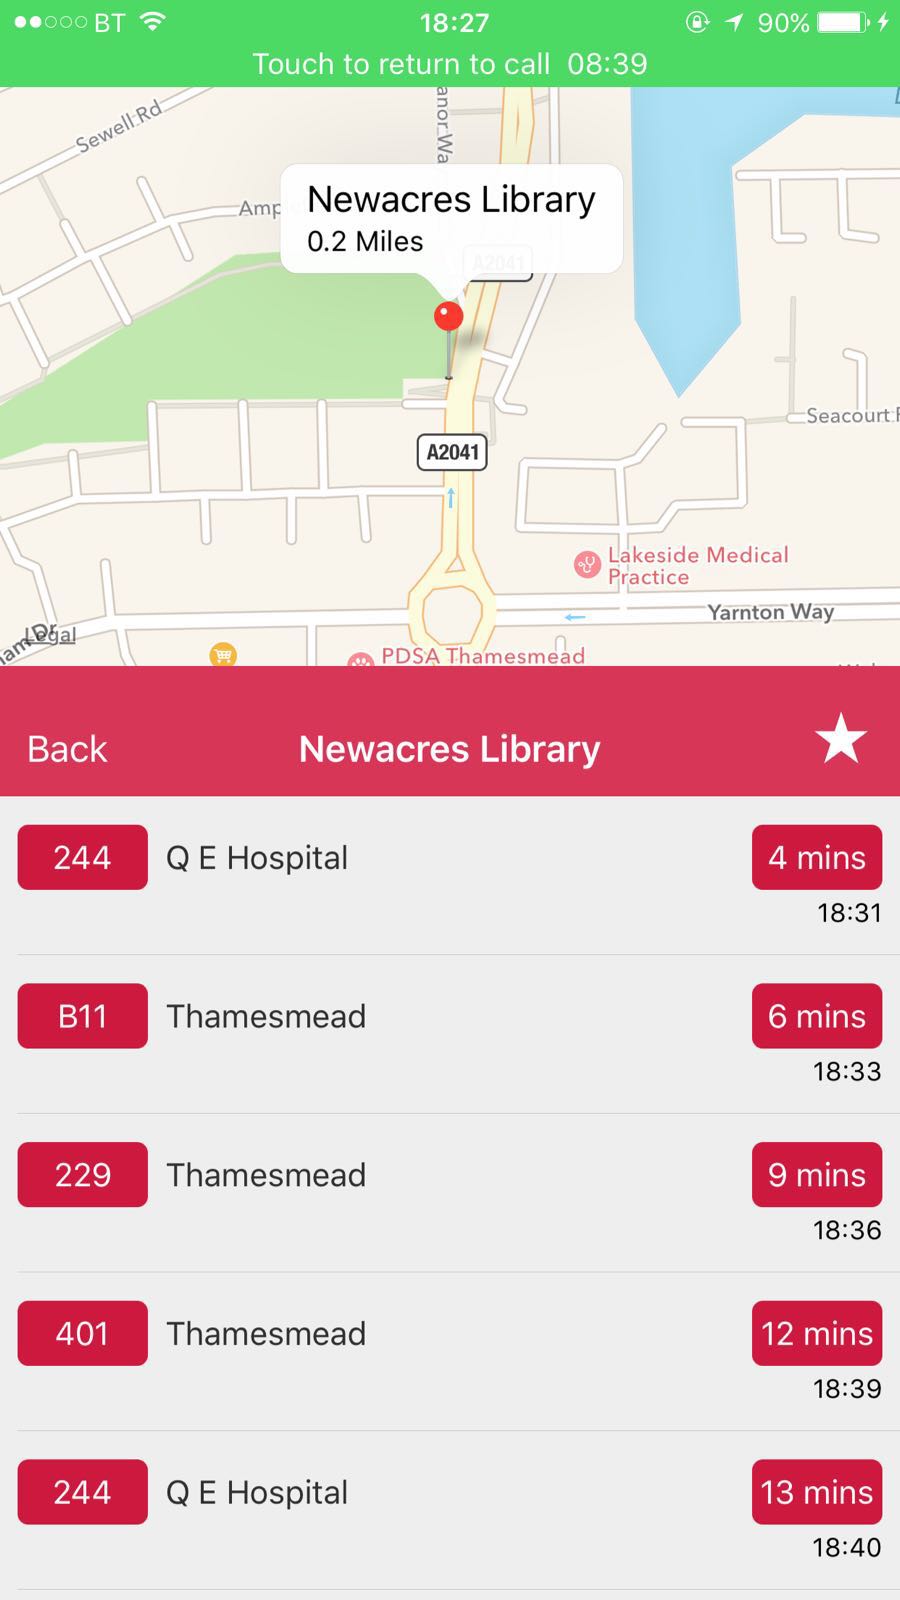 BT 18:27 90%
Touch to return to call 08:39
Sewell Rd
anor Wa
Amp
Newacres Library
0.2 Miles
A2041
A2041
Seacourt
Lakeside Medical
Practice
Yarnton Way
am Dr
Legal
PDSA Thamesmead
Back Newacres Library
244 Q E Hospital 4 mins
18:31
B11 Thamesmead 6 mins
18:33
229 Thamesmead 9 mins
18:36
401 Thamesmead 12 mins
18:39
244 Q E Hospital 13 mins
18:40